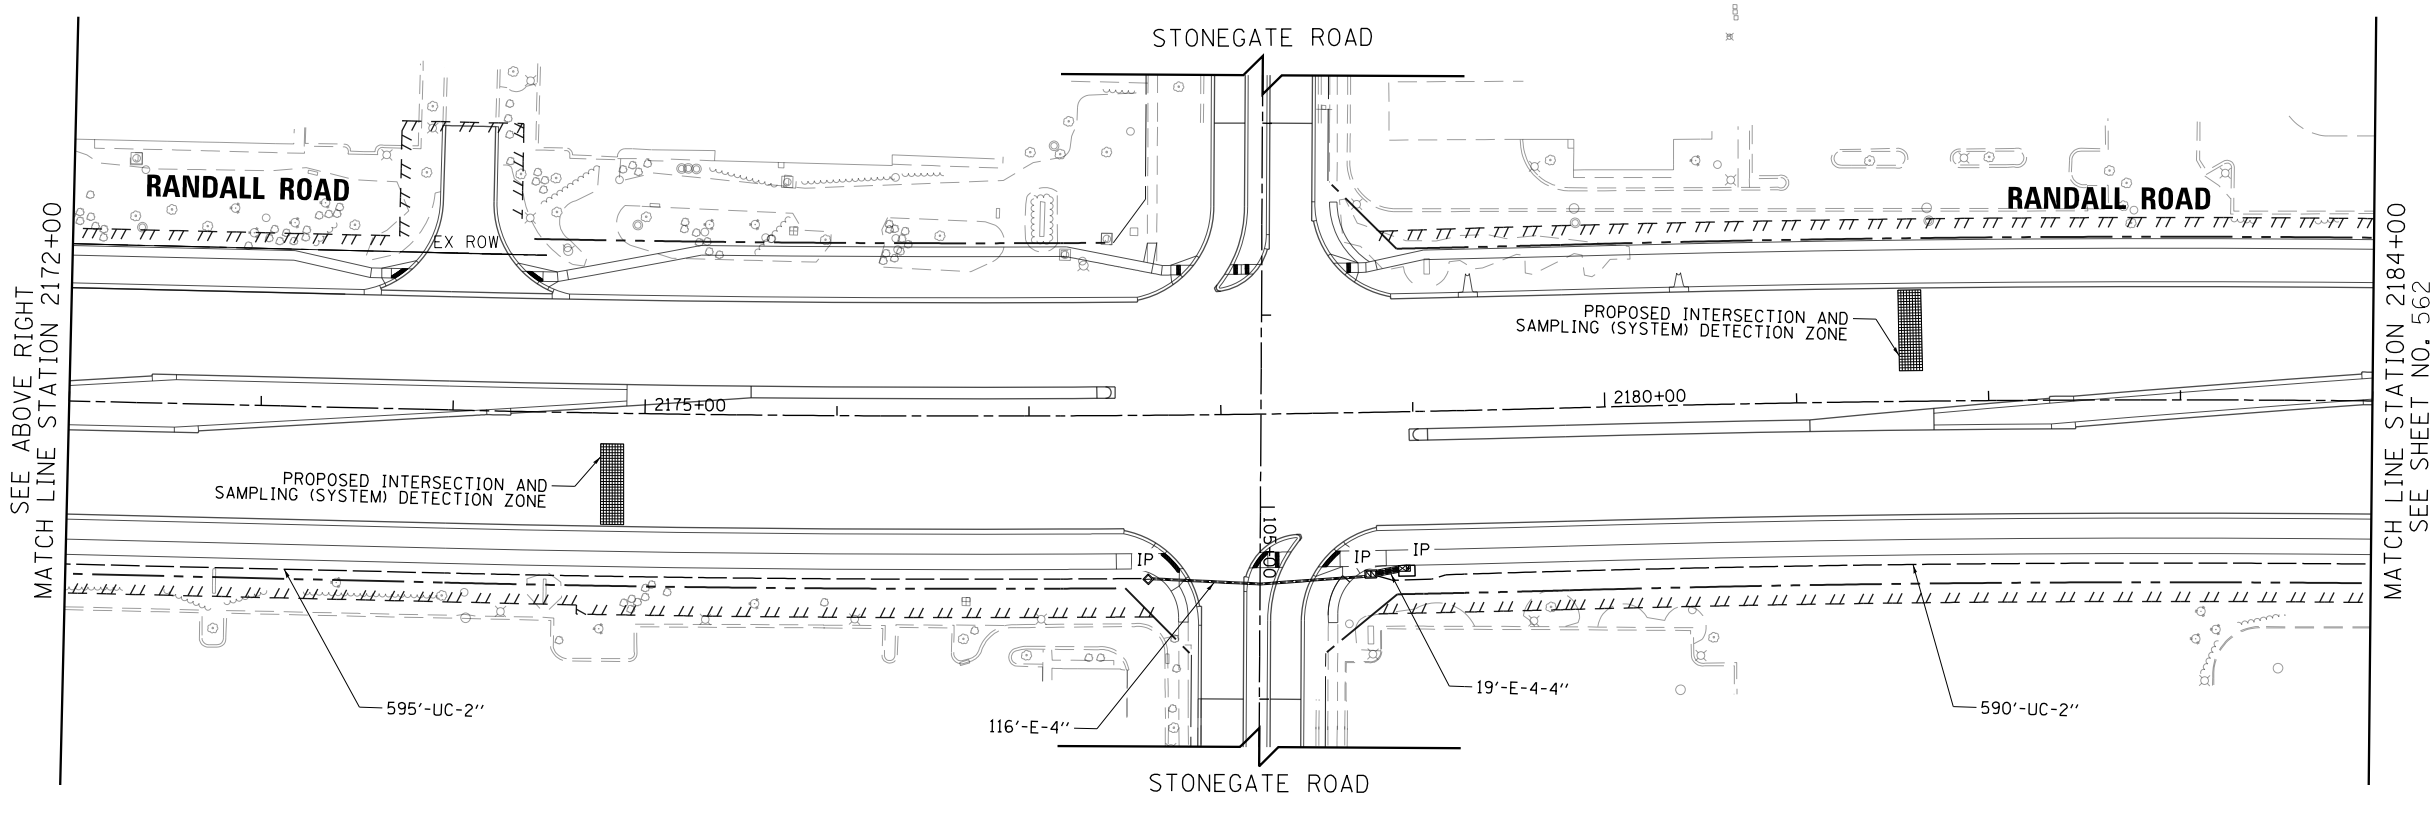 STONEGATE ROAD
RANDALL ROAD
RANDALL ROAD
EX ROW
SEE ABOVE RIGHT
MATCH LINE STATION 2172+00
MATCH LINE STATION 2184+00
SEE SHEET NO. 562
PROPOSED INTERSECTION AND
SAMPLING (SYSTEM) DETECTION ZONE
2175+00
2180+00
PROPOSED INTERSECTION AND
SAMPLING (SYSTEM) DETECTION ZONE
105+00
IP
IP
IP
595'-UC-2''
116'-E-4''
19'-E-4-4''
590'-UC-2''
STONEGATE ROAD